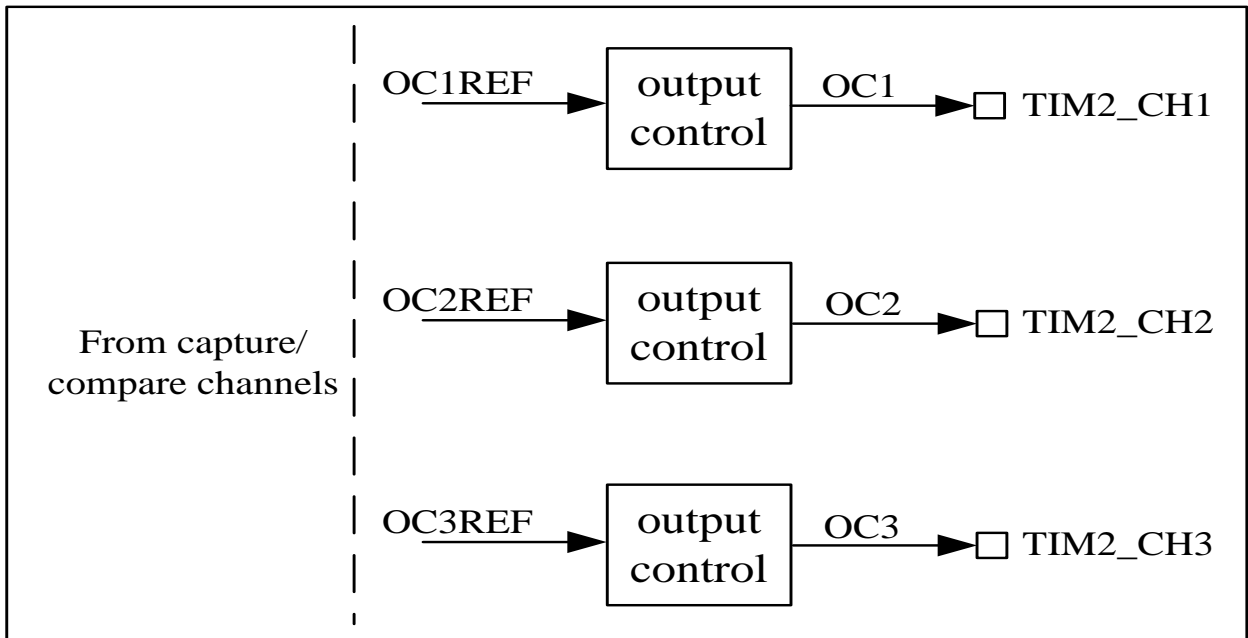 OC1REF
output
control
OC1
TIM2_CH1
From capture/
compare channels
OC2REF
output
control
OC2
TIM2_CH2
OC3REF
output
control
OC3
TIM2_CH3